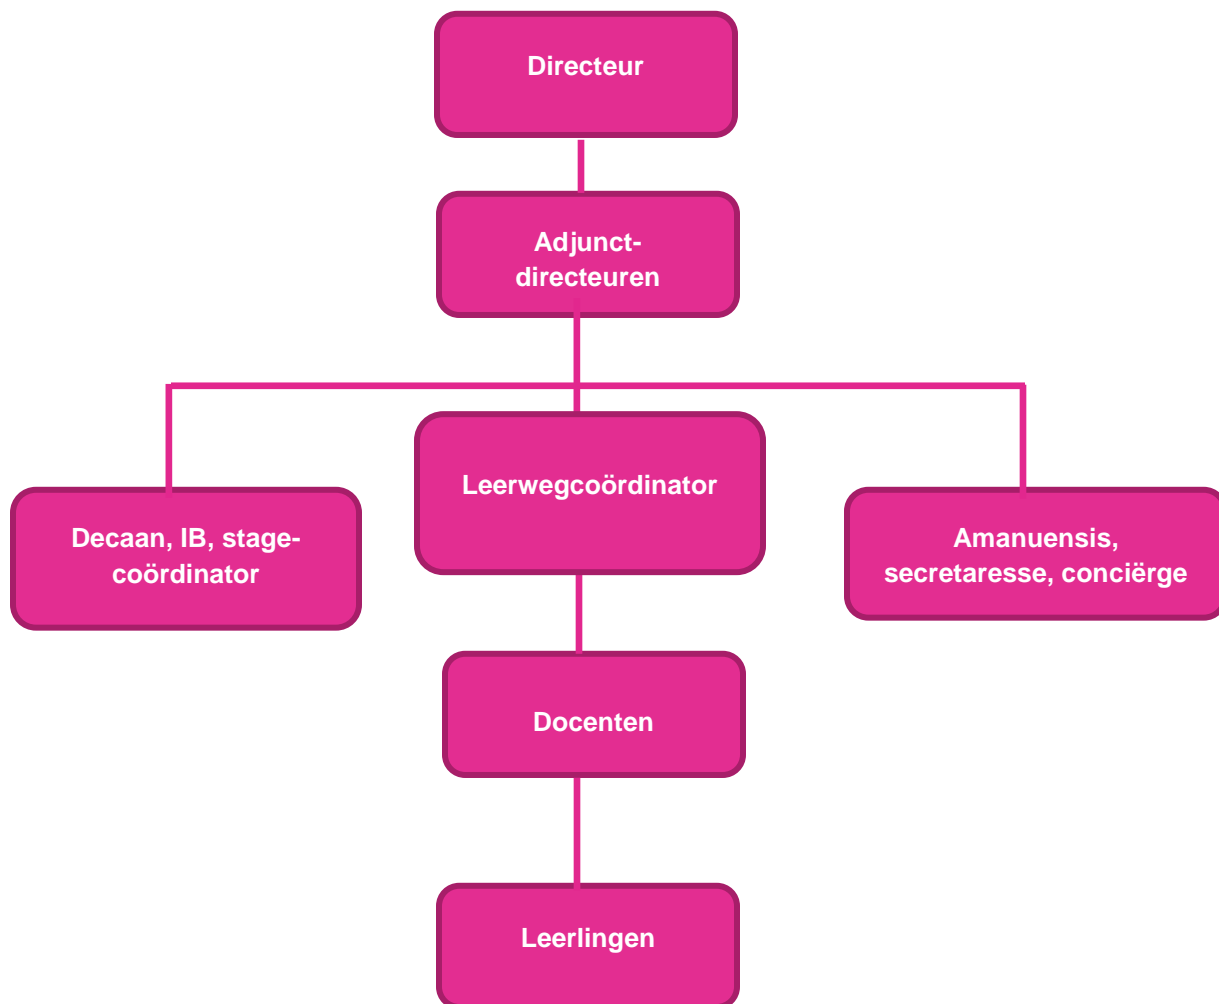 Directeur
Adjunct-
directeuren
Leerwegcoördinator
Decaan, IB, stage-
coördinator
Amanuensis,
secretaresse, conciërge
Docenten
Leerlingen